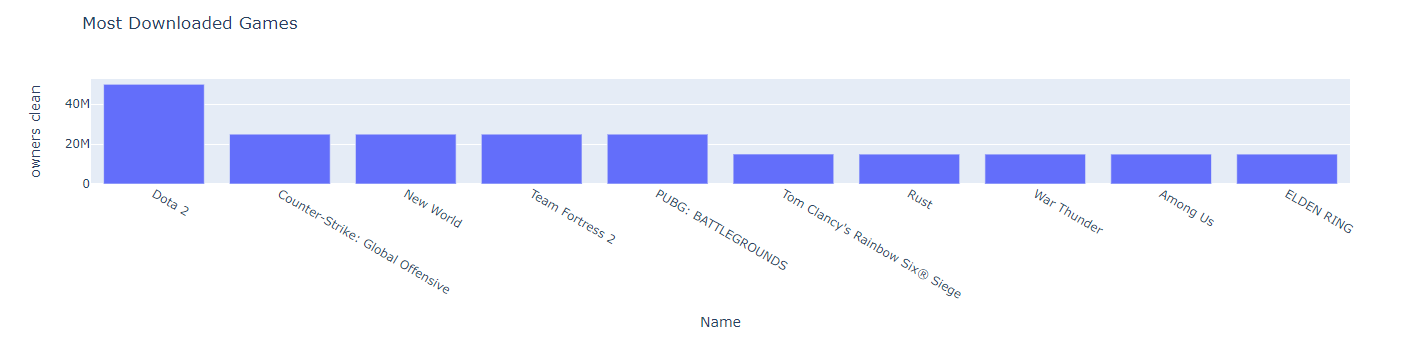 Most Downloaded Games
owners clean
40M
20M
0
Dota 2
Counter-Strike: Global Offensive
New World
Team Fortress 2
PUBG: BATTLEGROUNDS
Tom Clancy's Rainbow Six® Siege
Rust
War Thunder
Among Us
ELDEN RING
Name